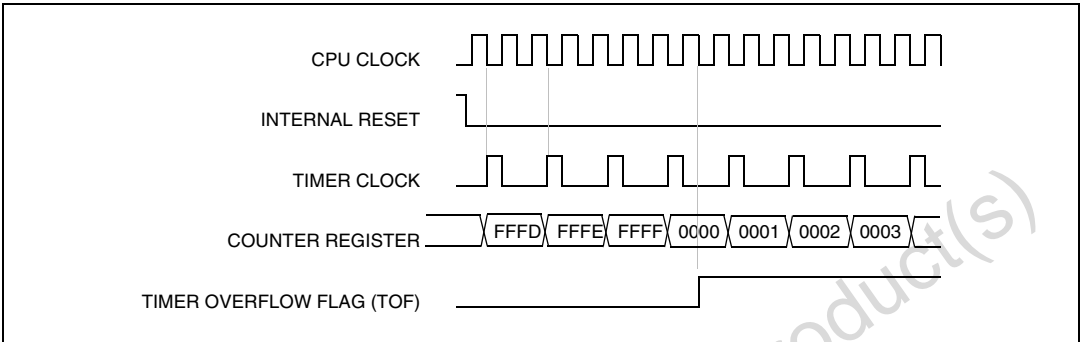 CPU CLOCK
INTERNAL RESET
TIMER CLOCK
COUNTER REGISTER FFFD FFFE FFFF 0000 0001 0002 0003
TIMER OVERFLOW FLAG (TOF)
roduct(s)